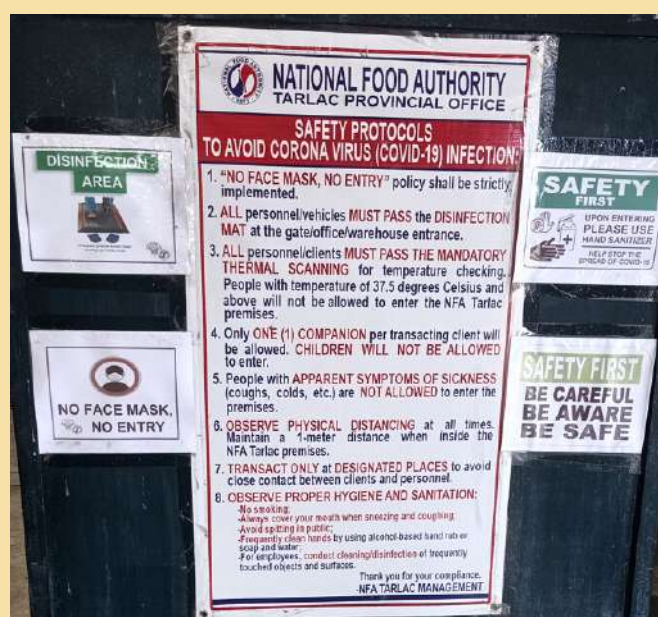 NATIONAL FOOD AUTHORITY
TARLAC PROVINCIAL OFFICE
SAFETY PROTOCOLS
TO AVOID CORONA VIRUS (COVID-19) INFECTION:
1. "NO FACE MASK, NO ENTRY" policy shall be strictly
implemented.
2. ALL personnel/vehicles MUST PASS the DISINFECTION
MAT at the gate/office/warehouse entrance.
3. ALL personnel/clients MUST PASS THE MANDATORY
THERMAL SCANNING for temperature checking.
People with temperature of 37.5 degrees Celsius and
above will not be allowed to enter the NFA Tarlac
premises.
4. Only ONE (1) COMPANION per transacting client will
be allowed. CHILDREN WILL NOT BE ALLOWED
to enter.
5. People with APPARENT SYMPTOMS OF SICKNESS
(coughs, colds, etc.) are NOT ALLOWED to enter the
premises.
6. OBSERVE PHYSICAL DISTANCING at all times.
Maintain a 1-meter distance when inside the
NFA Tarlac premises.
7. TRANSACT ONLY at DESIGNATED PLACES to avoid
close contact between clients and personnel.
8. OBSERVE PROPER HYGIENE AND SANITATION:
-No smoking;
-Always cover your mouth when sneezing and coughing;
-Avoid spitting in public;
-Frequently clean hands by using alcohol-based hand rub or
soap and water;
-For employees, conduct cleaning/disinfection of frequently
touched objects and surfaces.
Thank you for your compliance.
-NFA TARLAC MANAGEMENT
DISINFECTION
AREA
NO FACE MASK,
NO ENTRY
SAFETY
FIRST
UPON ENTERING
PLEASE USE
HAND SANITIZER
HELP STOP THE
SPREAD OF COVID-19
SAFETY FIRST
BE CAREFUL
BE AWARE
BE SAFE